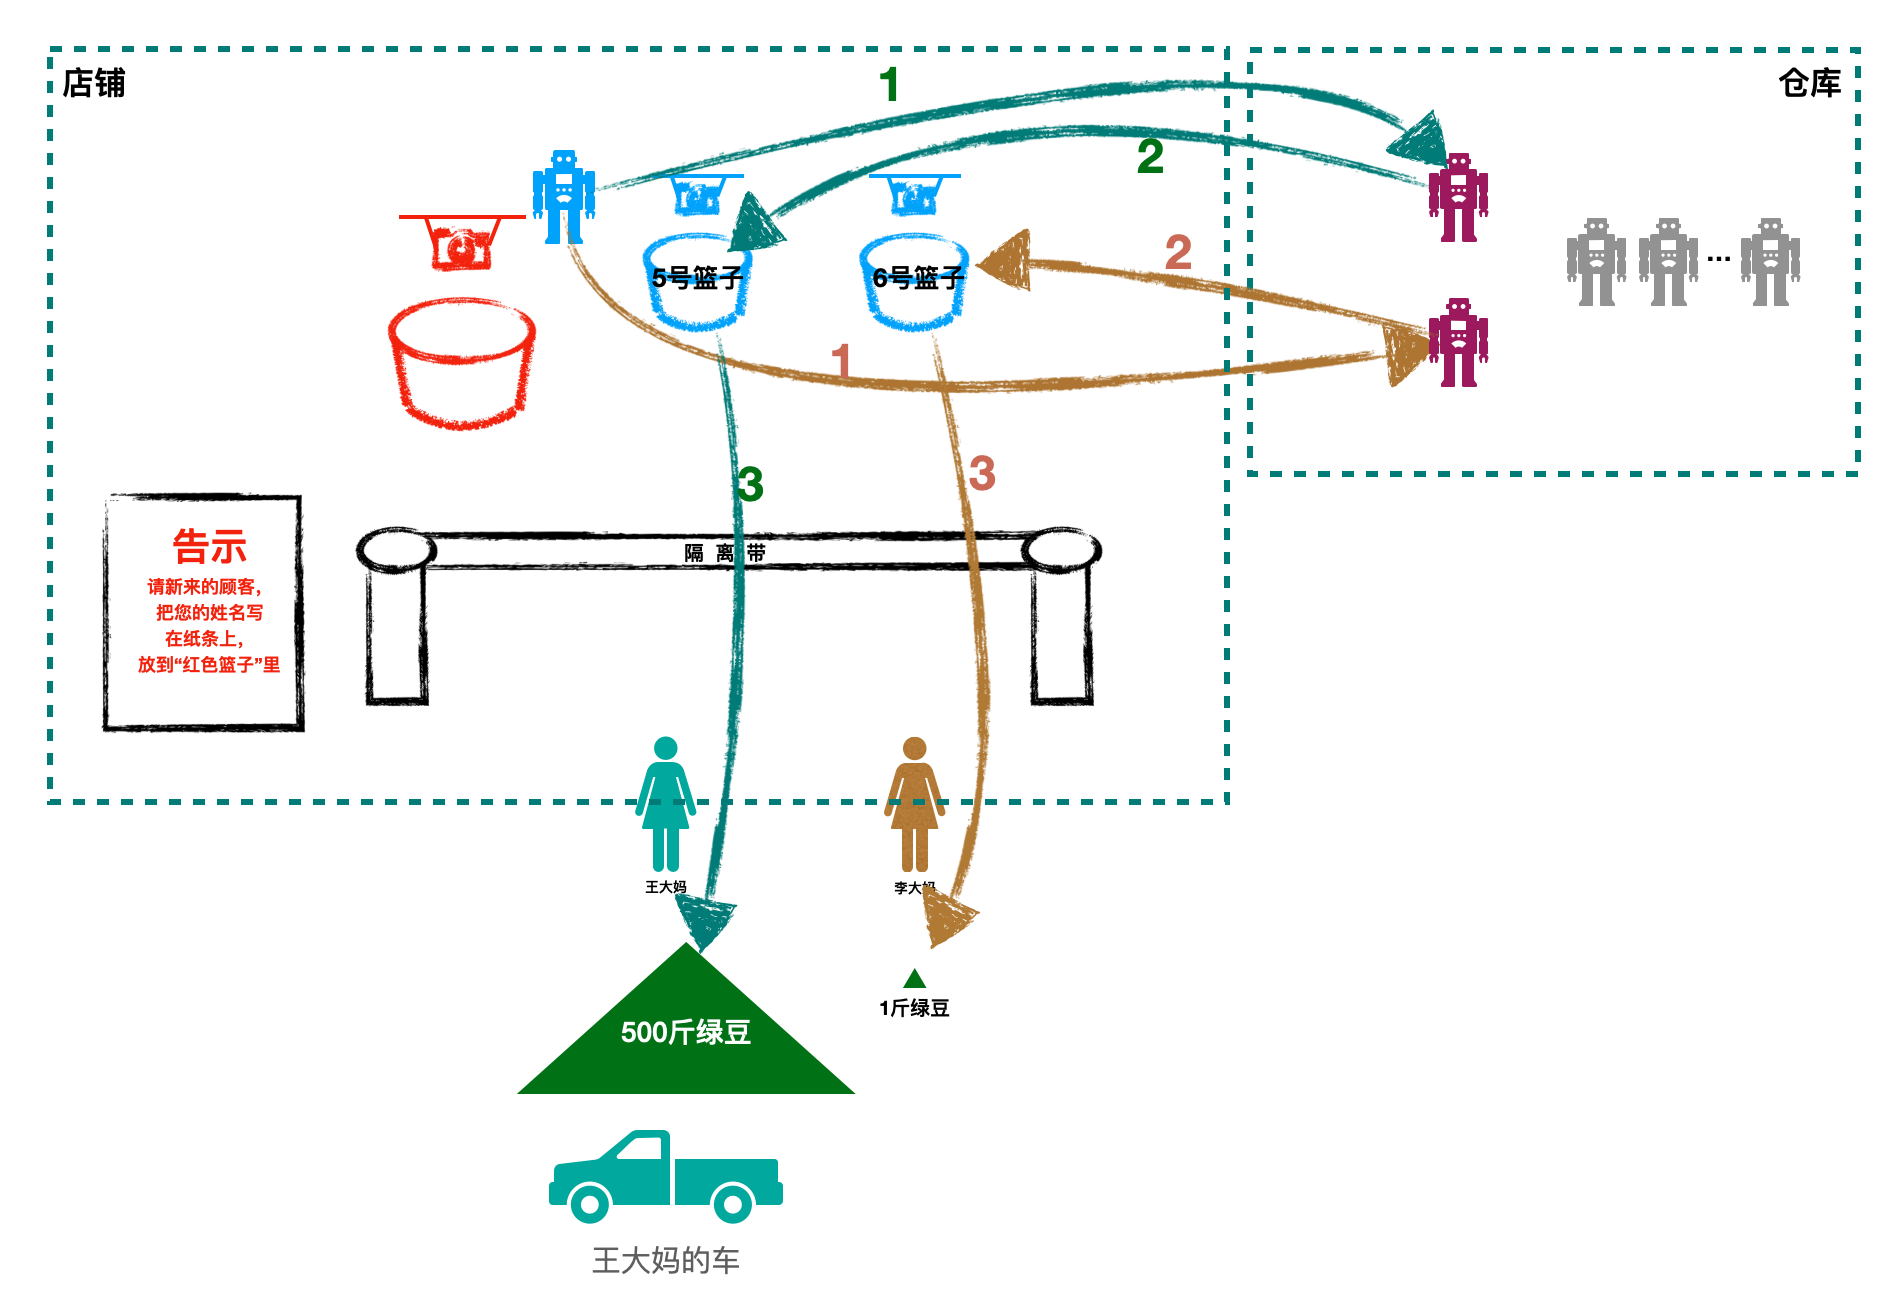 店铺
仓库
1
2
2
5号篮子
6号篮子
...
1
3
3
告示
请新来的顾客，
把您的姓名写
在纸条上，
放到“红色篮子”里
隔 离 带
王大妈
李大妈
1斤绿豆
500斤绿豆
王大妈的车